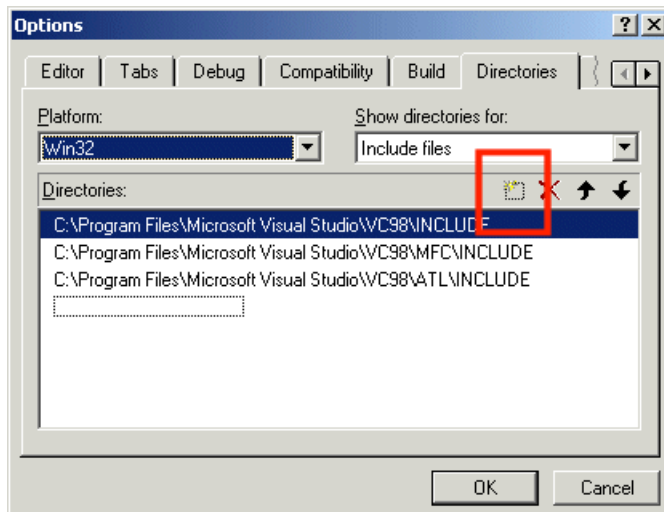 Options
Editor Tabs Debug Compatibility Build Directories
Platform: Show directories for:
Win32 Include files
Directories:
C:\Program Files\Microsoft Visual Studio\VC98\INCLUDE
C:\Program Files\Microsoft Visual Studio\VC98\MFC\INCLUDE
C:\Program Files\Microsoft Visual Studio\VC98\ATL\INCLUDE
OK Cancel